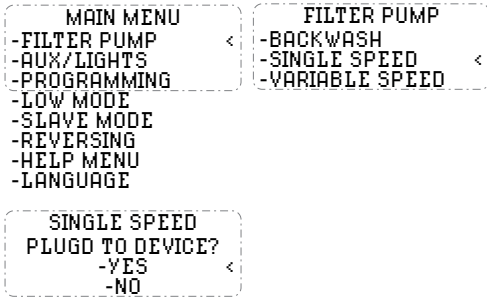 MAIN MENU
-FILTER PUMP <
-AUX/LIGHTS
-PROGRAMMING
-LOW MODE
-SLAVE MODE
-REVERSING
-HELP MENU
-LANGUAGE
FILTER PUMP
-BACKWASH
-SINGLE SPEED <
-VARIABLE SPEED
SINGLE SPEED
PLUGD TO DEVICE?
-YES <
-NO